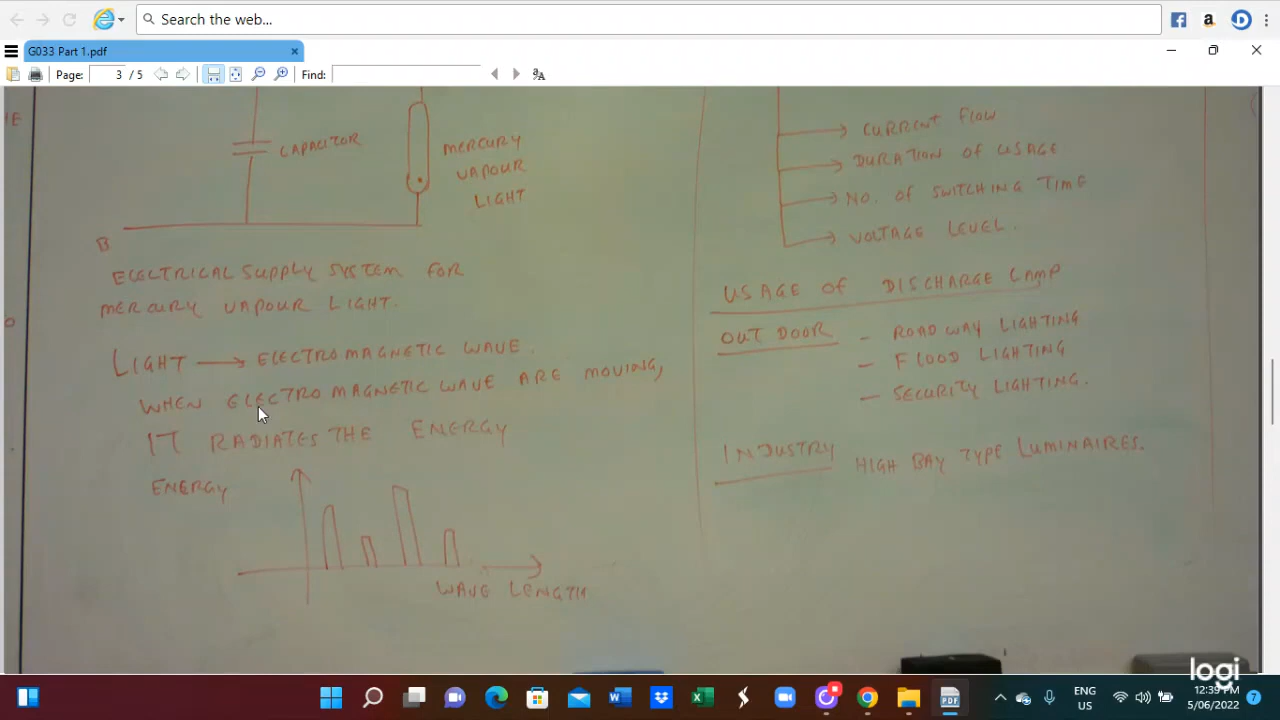 Search the web...
G033 Part 1.pdf
Page: 3 / 5 Find:
CAPACITOR
MERCURY
VAPOUR
LIGHT
B
ELECTRICAL SUPPLY SYSTEM FOR
MERCURY VAPOUR LIGHT.
LIGHT → ELECTROMAGNETIC WAVE.
WHEN ELECTRO MAGNETIC WAVE ARE MOVING,
IT RADIATES THE ENERGY
ENERGY
WAVE LENGTH
CURRENT FLOW
DURATION OF USAGE
NO. OF SWITCHING TIME
VOLTAGE LEVEL.
USAGE OF DISCHARGE LAMP
OUT DOOR - ROAD WAY LIGHTING
- FLOOD LIGHTING
- SECURITY LIGHTING.
INDUSTRY HIGH BAY TYPE LUMINAIRES.
logi
ENG
US
12:39 PM
5/06/2022
7